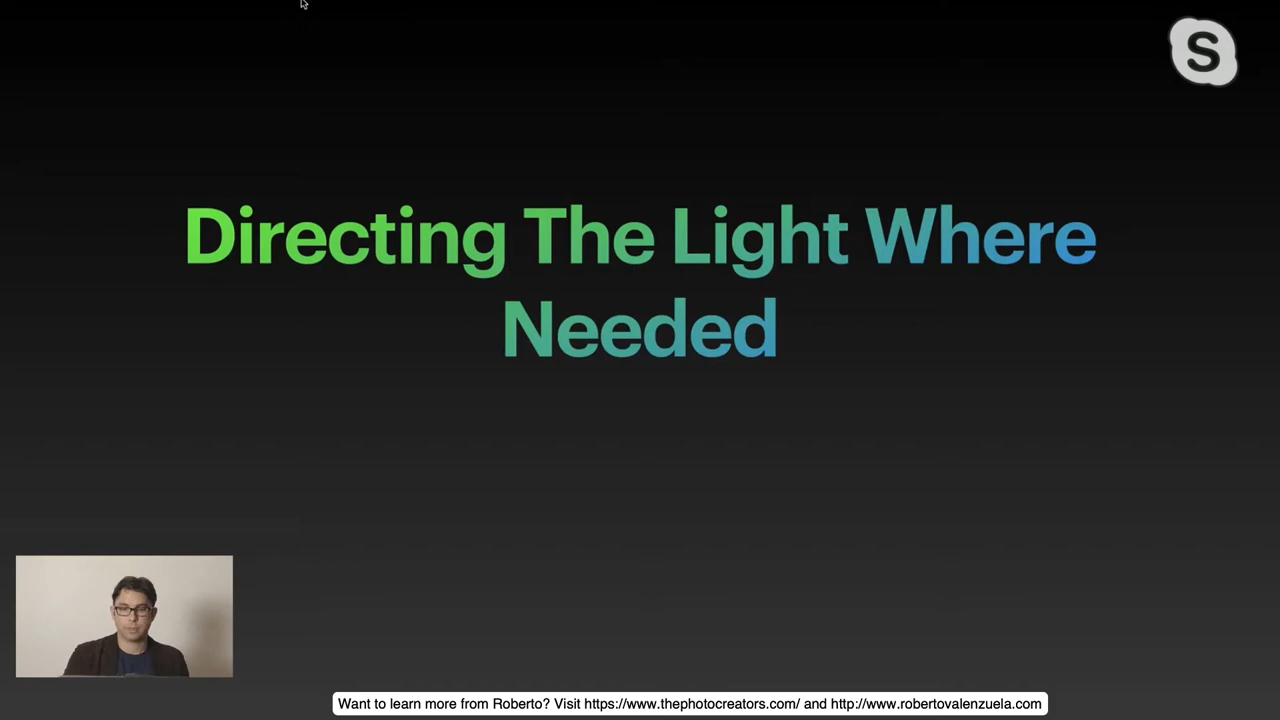 S
Directing The Light Where
Needed
Want to learn more from Roberto? Visit https://www.thephotocreators.com/ and http://www.robertovalenzuela.com